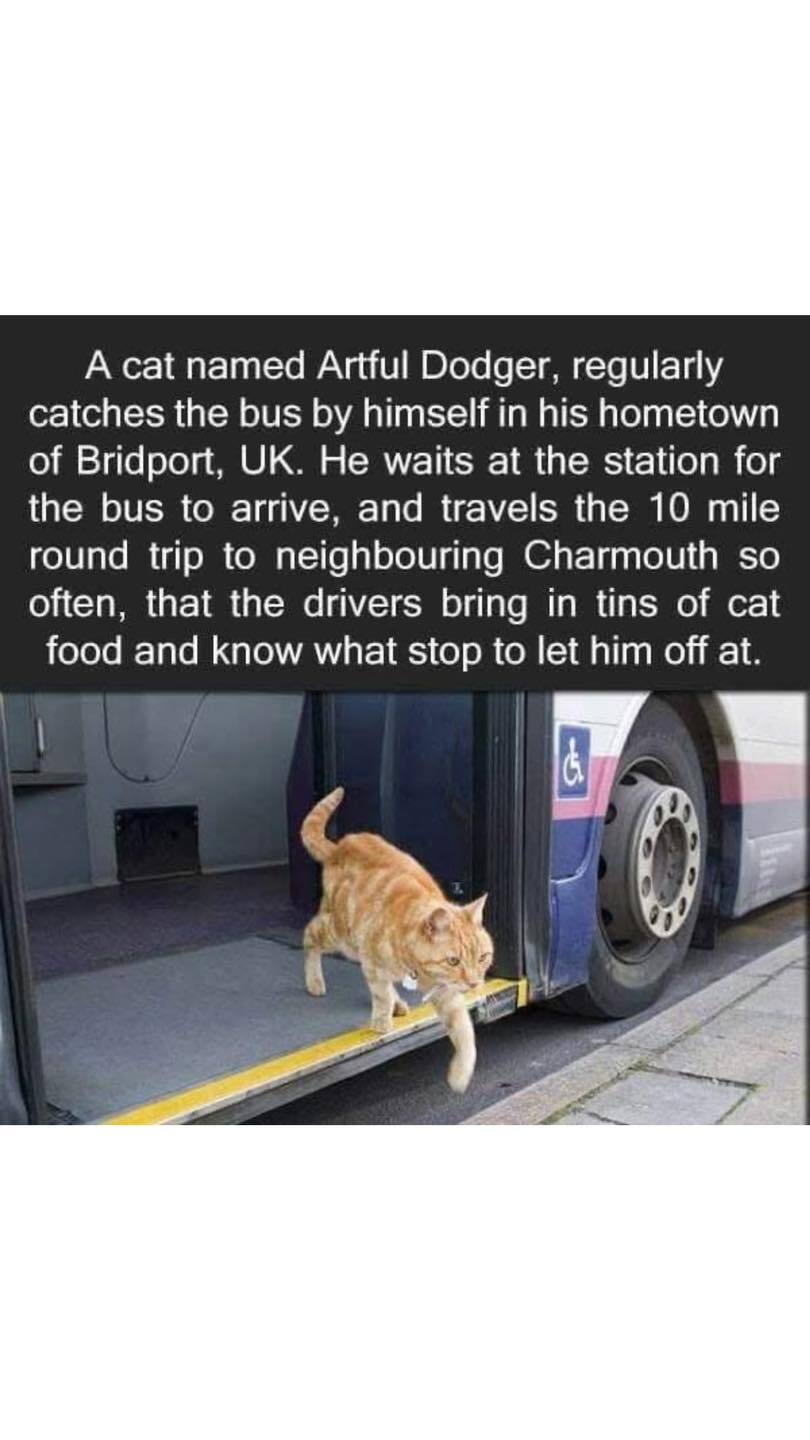 A cat named Artful Dodger, regularly
catches the bus by himself in his hometown
of Bridport, UK. He waits at the station for
the bus to arrive, and travels the 10 mile
round trip to neighbouring Charmouth so
often, that the drivers bring in tins of cat
food and know what stop to let him off at.